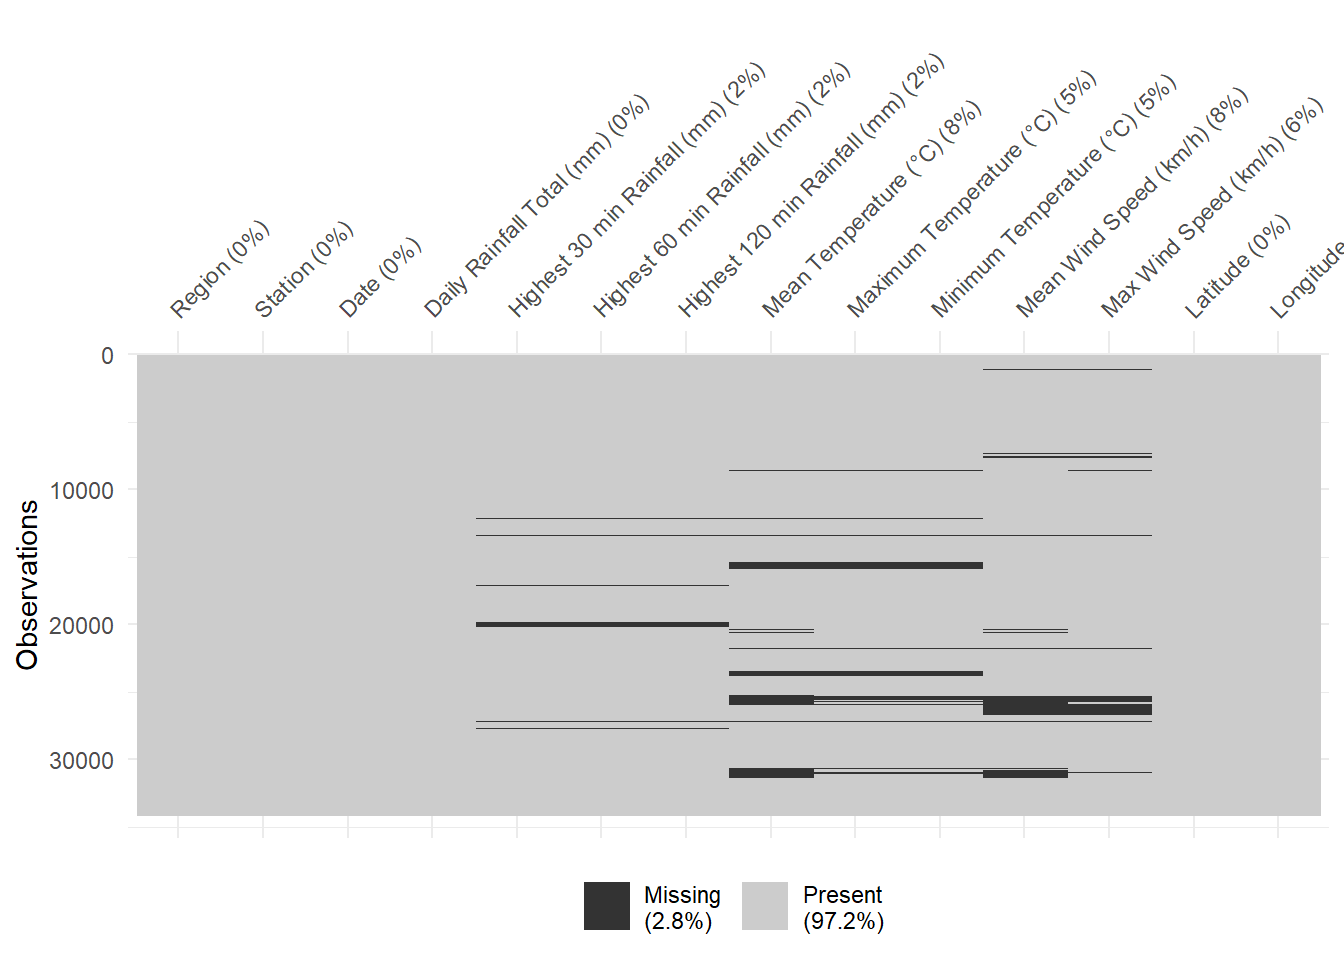 Region (0%)
Station (0%)
Date (0%)
Daily Rainfall Total (mm) (0%)
Highest 30 min Rainfall (mm) (2%)
Highest 60 min Rainfall (mm) (2%)
Highest 120 min Rainfall (mm) (2%)
Mean Temperature (°C) (8%)
Maximum Temperature (°C) (5%)
Minimum Temperature (°C) (5%)
Mean Wind Speed (km/h) (8%)
Max Wind Speed (km/h) (6%)
Latitude (0%)
Longitude
0
10000
20000
30000
Observations
Missing
(2.8%)
Present
(97.2%)